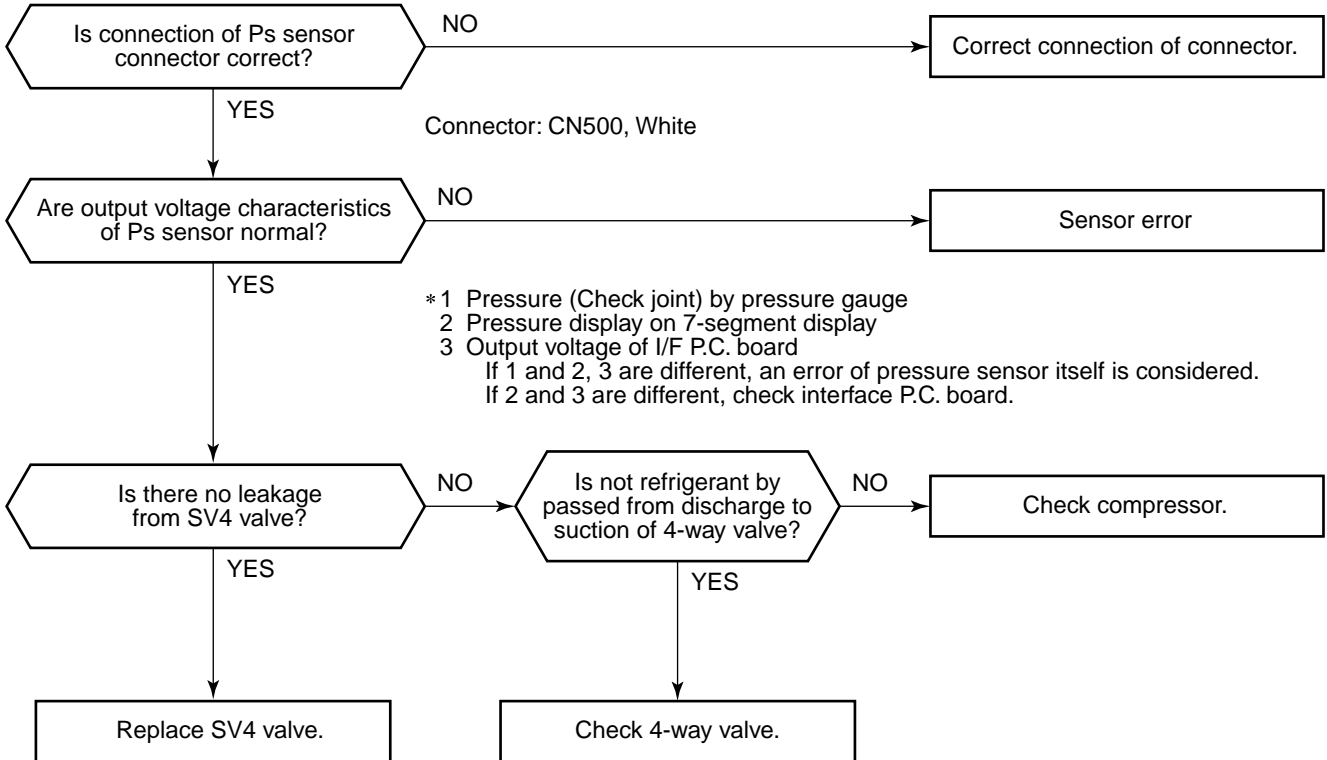 Is connection of Ps sensor
connector correct?
NO
Correct connection of connector.
YES
Connector: CN500, White
Are output voltage characteristics
of Ps sensor normal?
NO
Sensor error
YES
*1 Pressure (Check joint) by pressure gauge
2 Pressure display on 7-segment display
3 Output voltage of I/F P.C. board
If 1 and 2, 3 are different, an error of pressure sensor itself is considered.
If 2 and 3 are different, check interface P.C. board.
Is there no leakage
from SV4 valve?
NO
Is not refrigerant by
passed from discharge to
suction of 4-way valve?
NO
Check compressor.
YES
YES
Replace SV4 valve.
Check 4-way valve.